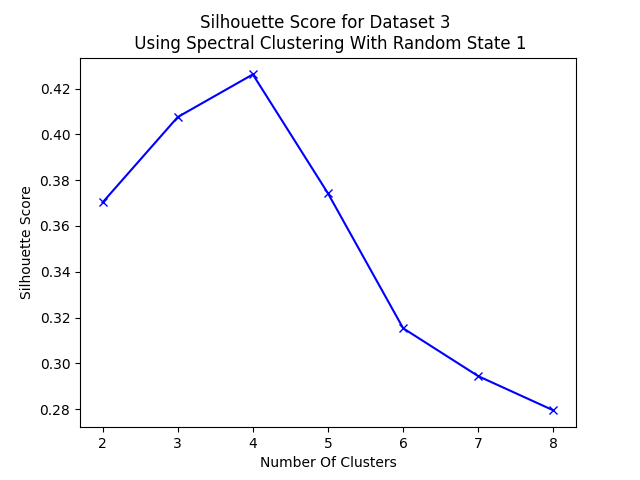 Silhouette Score for Dataset 3
Using Spectral Clustering With Random State 1
0.42
0.40
0.38
0.36
0.34
0.32
0.30
0.28
Silhouette Score
2 3 4 5 6 7 8
Number Of Clusters